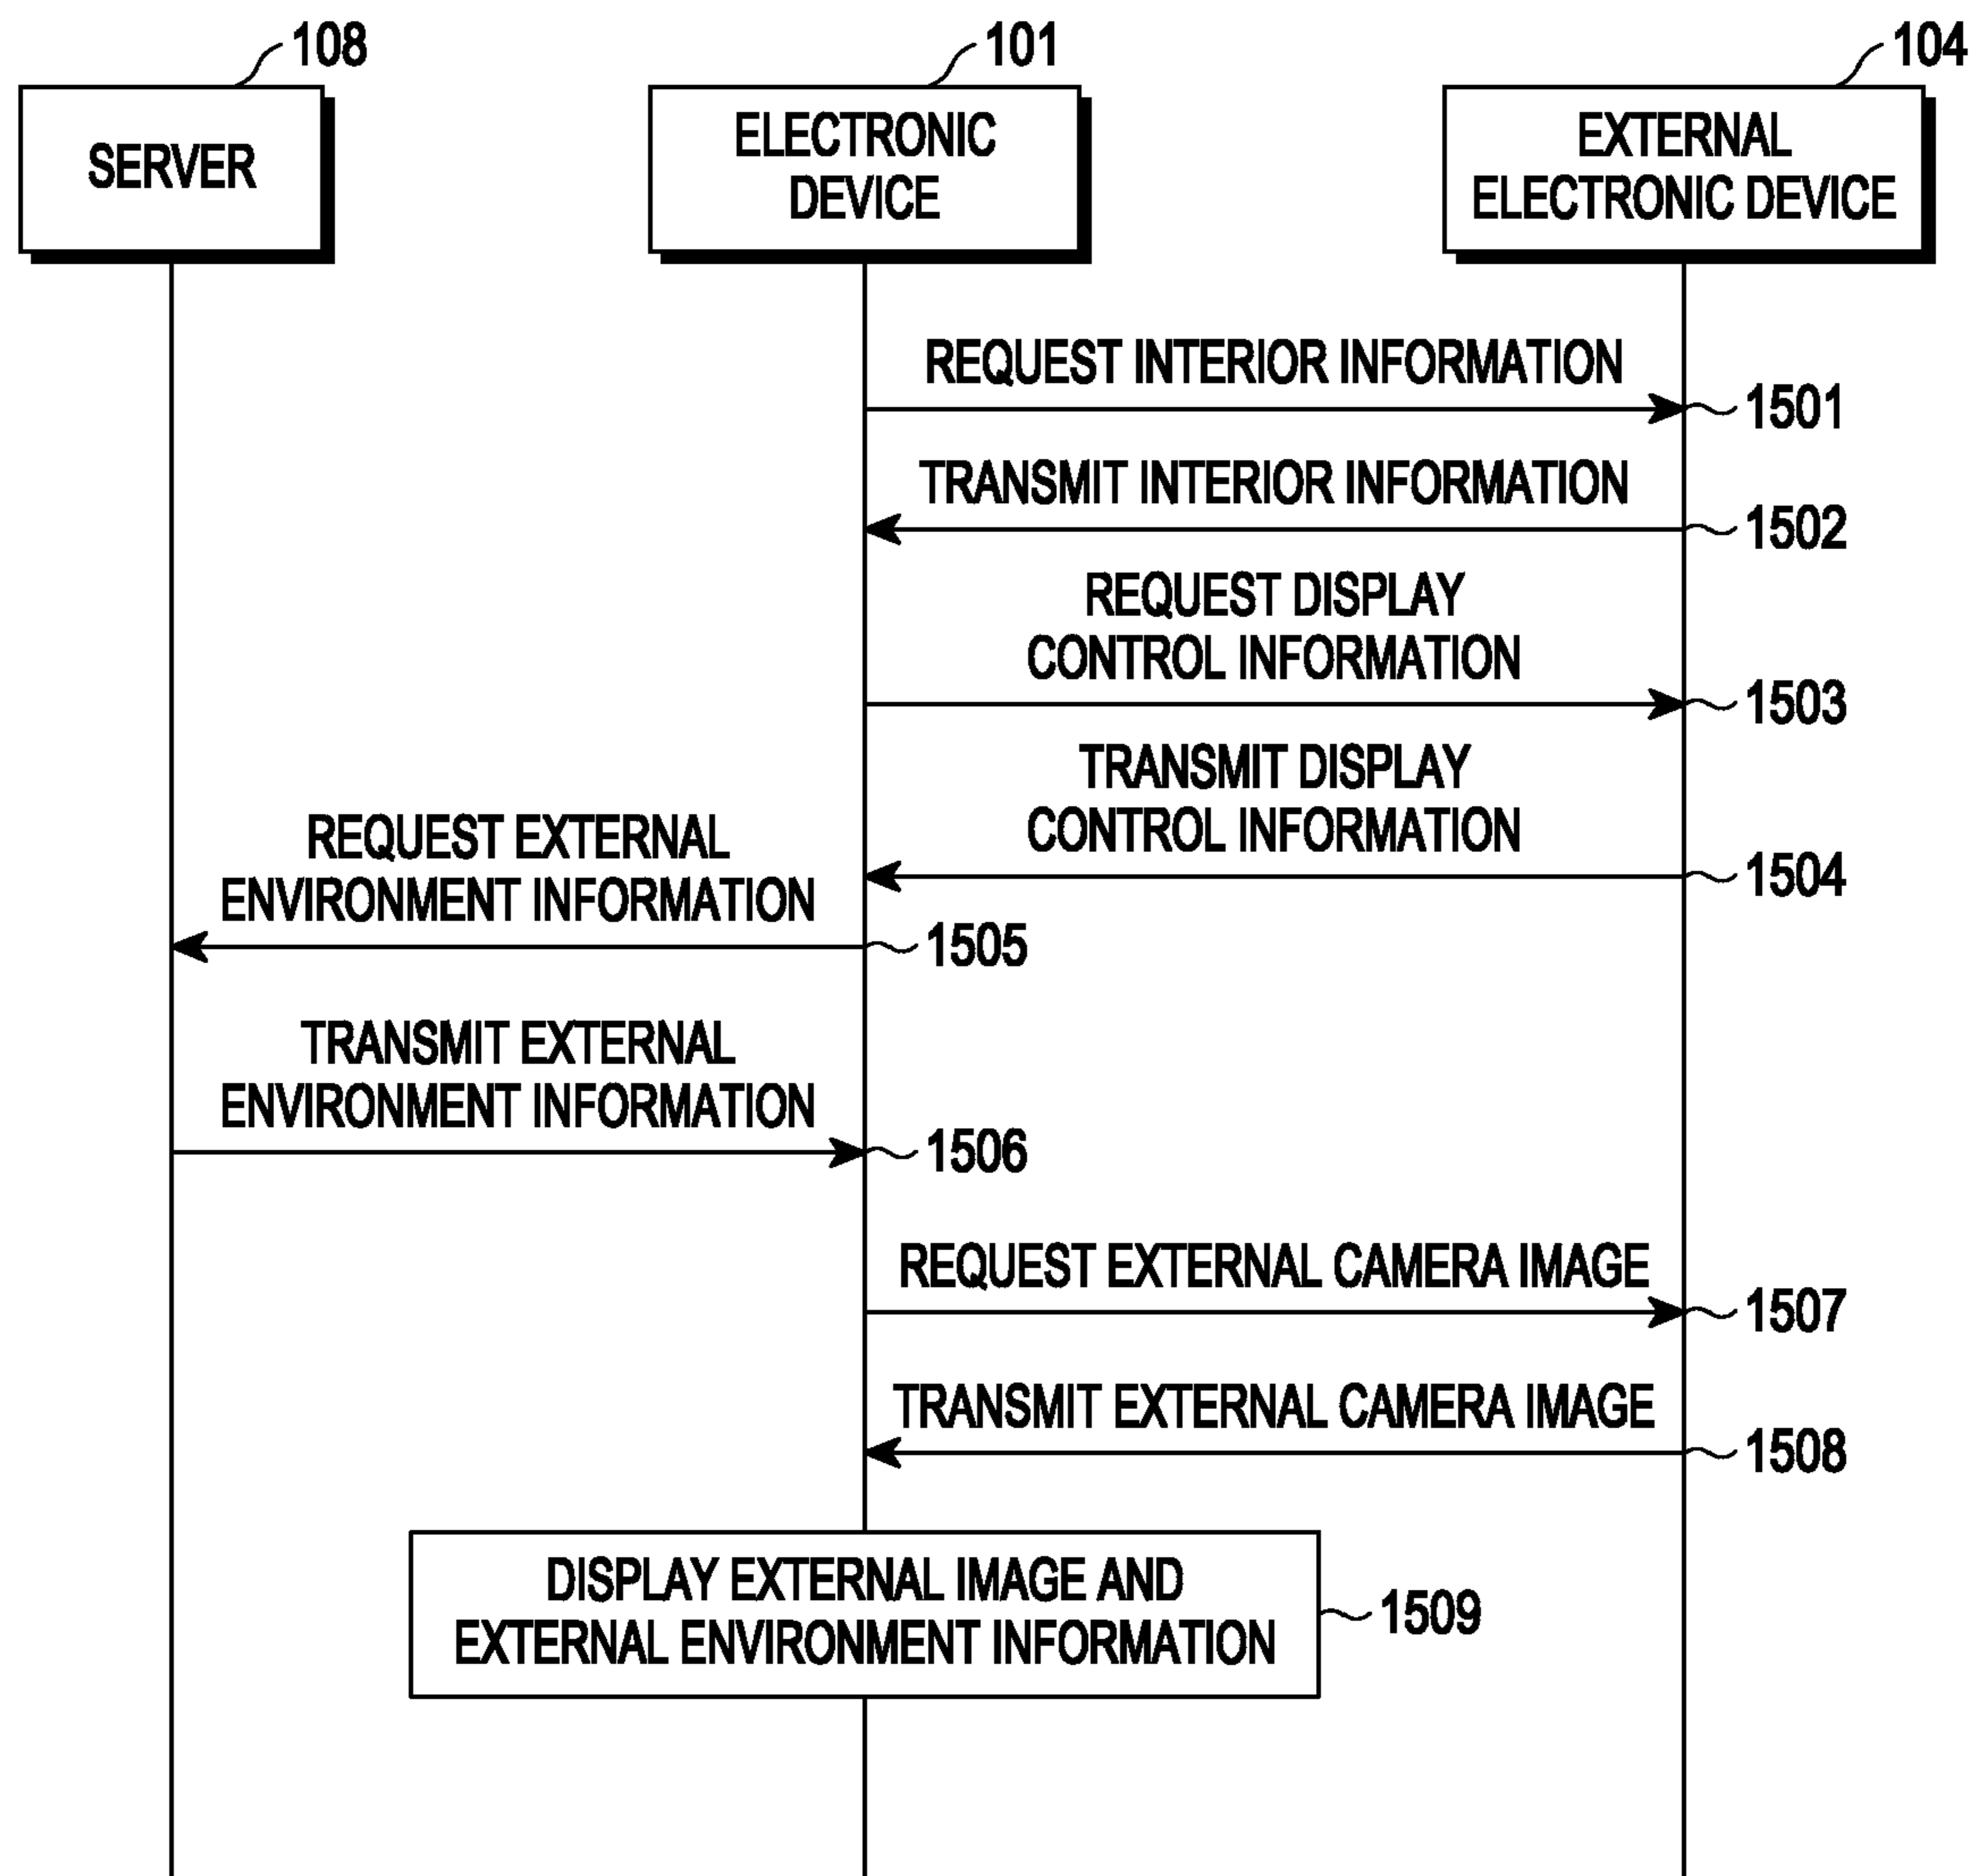 108
101
104
SERVER
ELECTRONIC
DEVICE
EXTERNAL
ELECTRONIC DEVICE
REQUEST INTERIOR INFORMATION
1501
TRANSMIT INTERIOR INFORMATION
1502
REQUEST DISPLAY
CONTROL INFORMATION
1503
TRANSMIT DISPLAY
CONTROL INFORMATION
1504
REQUEST EXTERNAL
ENVIRONMENT INFORMATION
1505
TRANSMIT EXTERNAL
ENVIRONMENT INFORMATION
1506
REQUEST EXTERNAL CAMERA IMAGE
1507
TRANSMIT EXTERNAL CAMERA IMAGE
1508
DISPLAY EXTERNAL IMAGE AND
EXTERNAL ENVIRONMENT INFORMATION
1509